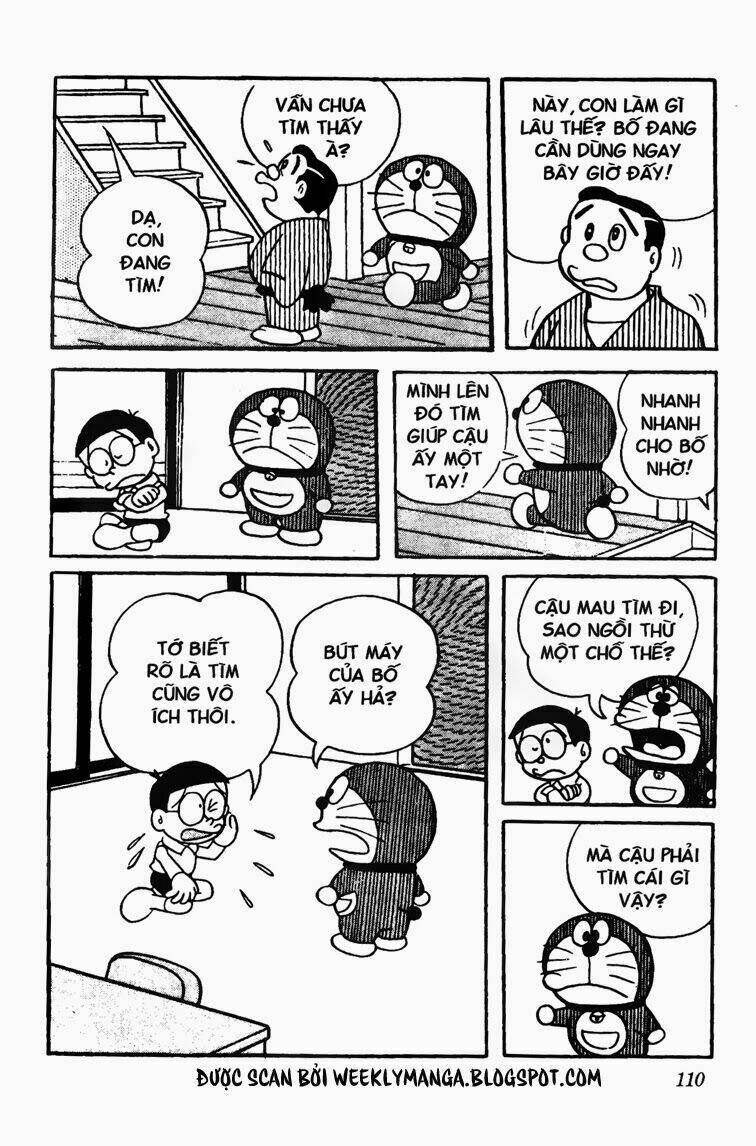 NÀY, CON LÀM GÌ
LÂU THẾ? BỐ ĐANG
CẦN DÙNG NGAY
BÂY GIỜ ĐẤY!
VẪN CHƯA
TÌM THẤY
À?
DẠ,
CON
ĐANG
TÌM!
NHANH
NHANH
CHO BỐ
NHỜ!
MÌNH LÊN
ĐÓ TÌM
GIÚP CẬU
ẤY MỘT
TAY!
CẬU MAU TÌM ĐI,
SAO NGỒI THỪ
MỘT CHỖ THẾ?
MÀ CẬU PHẢI
TÌM CÁI GÌ
VẬY?
BÚT MÁY
CỦA BỐ
ẤY HẢ?
TỚ BIẾT
RÕ LÀ TÌM
CŨNG VÔ
ÍCH THÔI.
ĐƯỢC SCAN BỞI WEEKLYMANGA.BLOGSPOT.COM
110